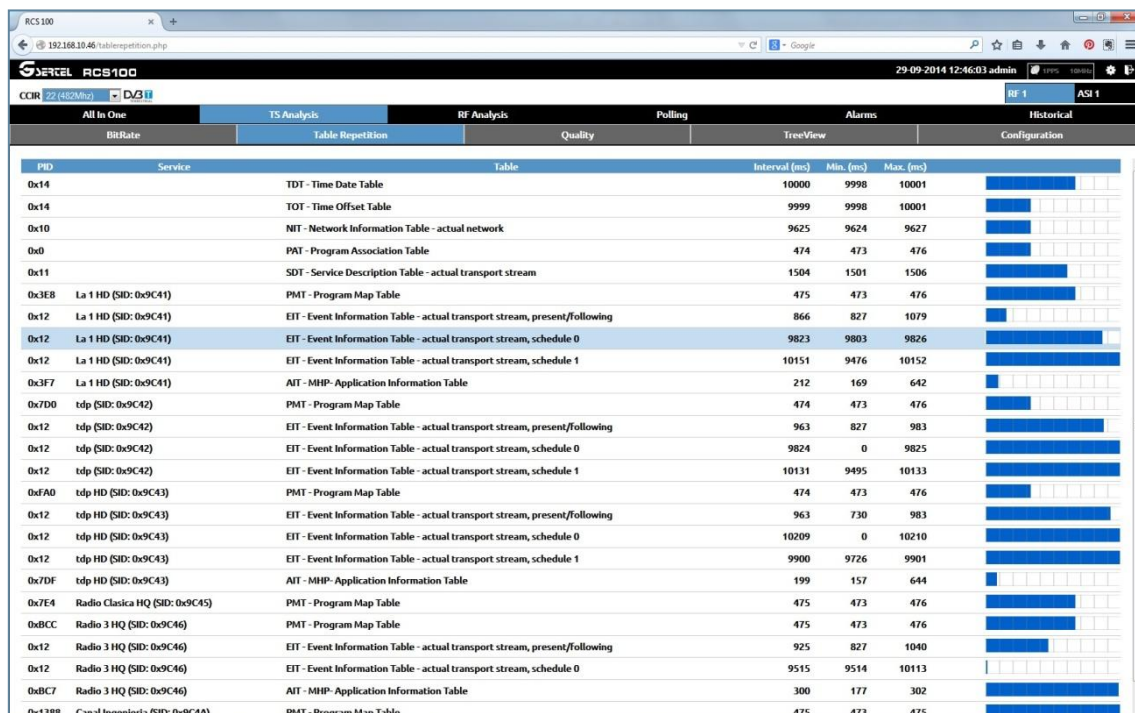 RCS 100
192.168.10.46/tablerepetition.php
Google
SERTEL RCS100
29-09-2014 12:46:03 admin 1PPS 10MHz
CCIR 22 (482Mhz) DVB T RF 1 ASI 1
All In One TS Analysis RF Analysis Polling Alarms Historical
BitRate Table Repetition Quality TreeView Configuration
PID Service Table Interval (ms) Min. (ms) Max. (ms)
0x14 TDT - Time Date Table 10000 9998 10001
0x14 TOT - Time Offset Table 9999 9998 10001
0x10 NIT - Network Information Table - actual network 9625 9624 9627
0x0 PAT - Program Association Table 474 473 476
0x11 SDT - Service Description Table - actual transport stream 1504 1501 1506
0x3E8 La 1 HD (SID: 0x9C41) PMT - Program Map Table 475 473 476
0x12 La 1 HD (SID: 0x9C41) EIT - Event Information Table - actual transport stream, present/following 866 827 1079
0x12 La 1 HD (SID: 0x9C41) EIT - Event Information Table - actual transport stream, schedule 0 9823 9803 9826
0x12 La 1 HD (SID: 0x9C41) EIT - Event Information Table - actual transport stream, schedule 1 10151 9476 10152
0x3F7 La 1 HD (SID: 0x9C41) AIT - MHP- Application Information Table 212 169 642
0x7D0 tdp (SID: 0x9C42) PMT - Program Map Table 474 473 476
0x12 tdp (SID: 0x9C42) EIT - Event Information Table - actual transport stream, present/following 963 827 983
0x12 tdp (SID: 0x9C42) EIT - Event Information Table - actual transport stream, schedule 0 9824 0 9825
0x12 tdp (SID: 0x9C42) EIT - Event Information Table - actual transport stream, schedule 1 10131 9495 10133
0xFA0 tdp HD (SID: 0x9C43) PMT - Program Map Table 474 473 476
0x12 tdp HD (SID: 0x9C43) EIT - Event Information Table - actual transport stream, present/following 963 730 983
0x12 tdp HD (SID: 0x9C43) EIT - Event Information Table - actual transport stream, schedule 0 10209 0 10210
0x12 tdp HD (SID: 0x9C43) EIT - Event Information Table - actual transport stream, schedule 1 9900 9726 9901
0x7DF tdp HD (SID: 0x9C43) AIT - MHP- Application Information Table 199 157 644
0x7E4 Radio Clasica HQ (SID: 0x9C45) PMT - Program Map Table 475 473 476
0xBCC Radio 3 HQ (SID: 0x9C46) PMT - Program Map Table 475 473 476
0x12 Radio 3 HQ (SID: 0x9C46) EIT - Event Information Table - actual transport stream, present/following 925 827 1040
0x12 Radio 3 HQ (SID: 0x9C46) EIT - Event Information Table - actual transport stream, schedule 0 9515 9514 10113
0xBC7 Radio 3 HQ (SID: 0x9C46) AIT - MHP- Application Information Table 300 177 302
0x1388 Canal Ingenieria (SID: 0x9C4A) PMT - Program Map Table 475 473 475